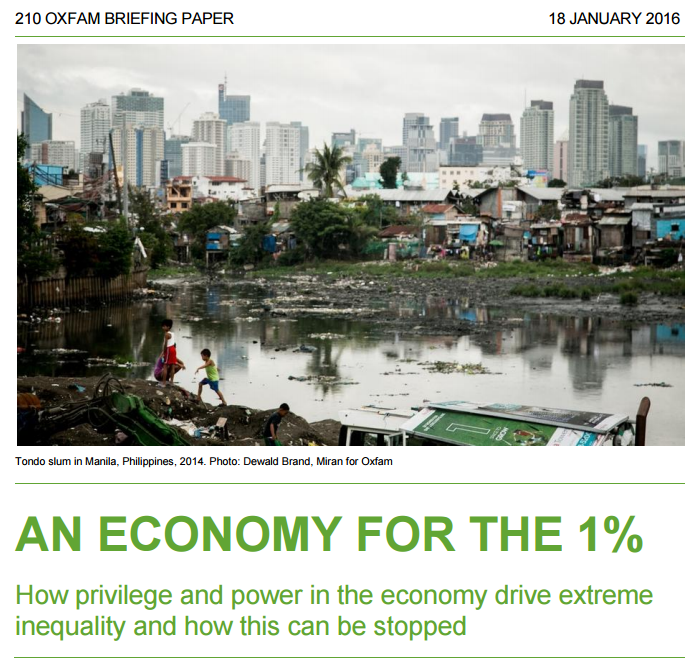 210 OXFAM BRIEFING PAPER
18 JANUARY 2016
Tondo slum in Manila, Philippines, 2014. Photo: Dewald Brand, Miran for Oxfam
AN ECONOMY FOR THE 1%
How privilege and power in the economy drive extreme
inequality and how this can be stopped